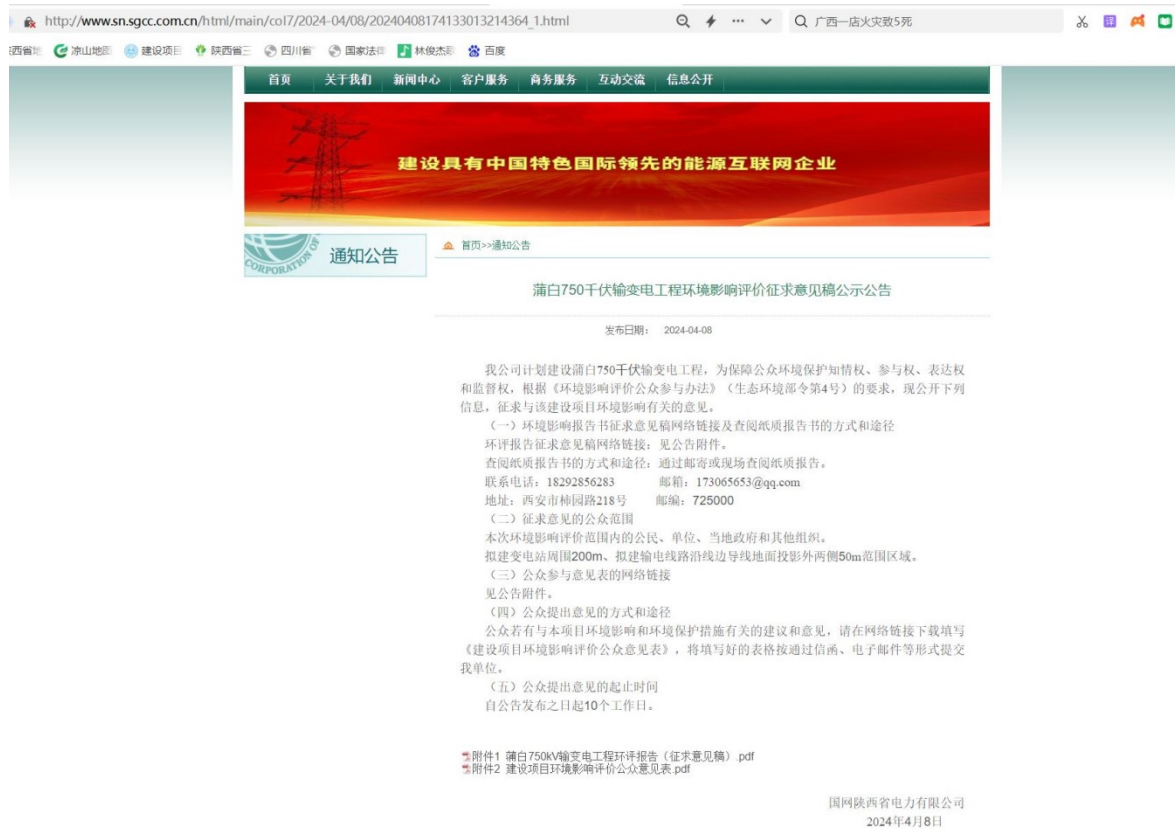 http://www.sn.sgcc.com.cn/html/main/col7/2024-04/08/20240408174133013214364_1.html
广西一店火灾致5死
凉山地图 建设项目 陕西省三 四川省 国家法律 林俊杰 百度
首页 关于我们 新闻中心 客户服务 商务服务 互动交流 信息公开
建设具有中国特色国际领先的能源互联网企业
CORPORATION OF
通知公告
首页>>通知公告
蒲白750千伏输变电工程环境影响评价征求意见稿公示公告
发布日期： 2024-04-08
我公司计划建设蒲白750千伏输变电工程，为保障公众环境保护知情权、参与权、表达权
和监督权，根据《环境影响评价公众参与办法》（生态环境部令第4号）的要求，现公开下列
信息，征求与该建设项目环境影响有关的意见。
（一）环境影响报告书征求意见稿网络链接及查阅纸质报告书的方式和途径
环评报告征求意见稿网络链接：见公告附件。
查阅纸质报告书的方式和途径：通过邮寄或现场查阅纸质报告。
联系电话：18292856283 邮箱：173065653@qq.com
地址：西安市柿园路218号 邮编：725000
（二）征求意见的公众范围
本次环境影响评价范围内的公民、单位、当地政府和其他组织。
拟建变电站周围200m、拟建输电线路沿线边导线地面投影外两侧50m范围区域。
（三）公众参与意见表的网络链接
见公告附件。
（四）公众提出意见的方式和途径
公众若有与本项目环境影响和环境保护措施有关的建议和意见，请在网络链接下载填写
《建设项目环境影响评价公众意见表》，将填写好的表格按通过信函、电子邮件等形式提交
我单位。
（五）公众提出意见的起止时间
自公告发布之日起10个工作日。
附件1 蒲白750kV输变电工程环评报告（征求意见稿）.pdf
附件2 建设项目环境影响评价公众意见表.pdf
国网陕西省电力有限公司
2024年4月8日